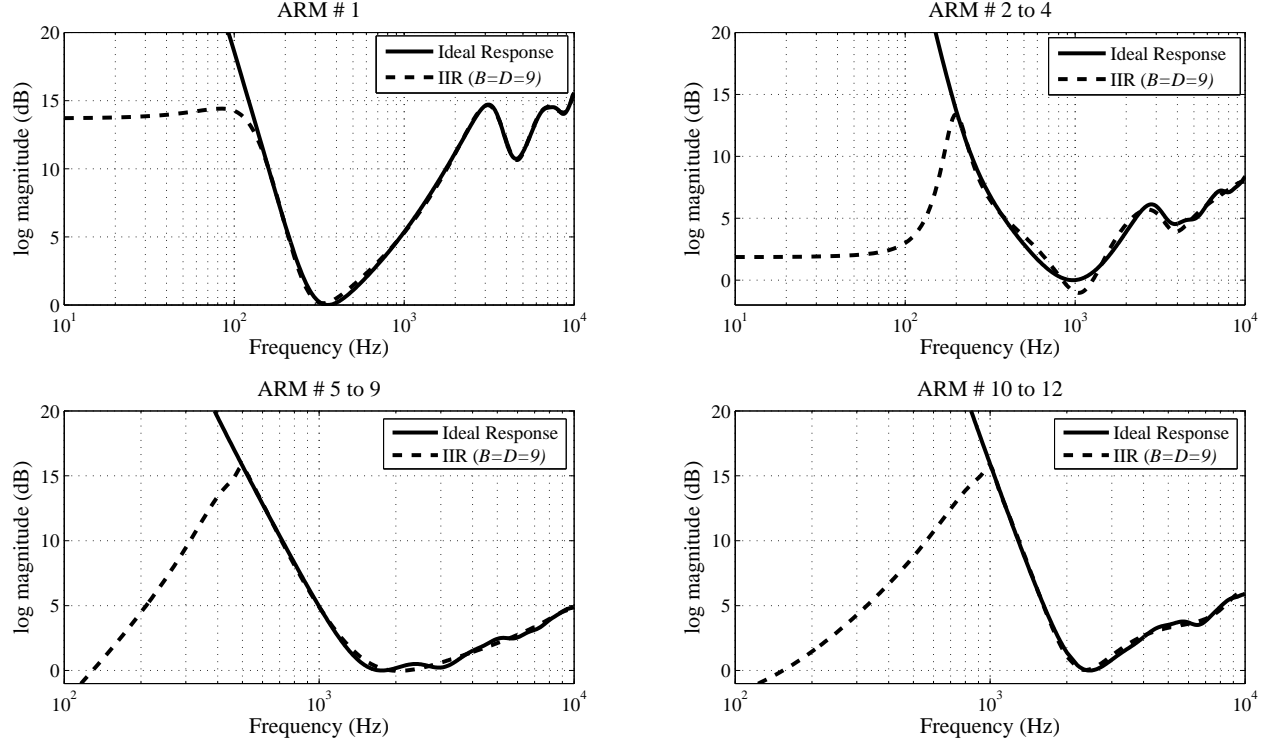 ARM # 1
20
15
10
5
0
10^1
10^2
10^3
10^4
Frequency (Hz)
log magnitude (dB)
Ideal Response
IIR (B=D=9)
ARM # 2 to 4
20
15
10
5
0
10^1
10^2
10^3
10^4
Frequency (Hz)
log magnitude (dB)
Ideal Response
IIR (B=D=9)
ARM # 5 to 9
20
15
10
5
0
10^2
10^3
10^4
Frequency (Hz)
log magnitude (dB)
Ideal Response
IIR (B=D=9)
ARM # 10 to 12
20
15
10
5
0
10^2
10^3
10^4
Frequency (Hz)
log magnitude (dB)
Ideal Response
IIR (B=D=9)